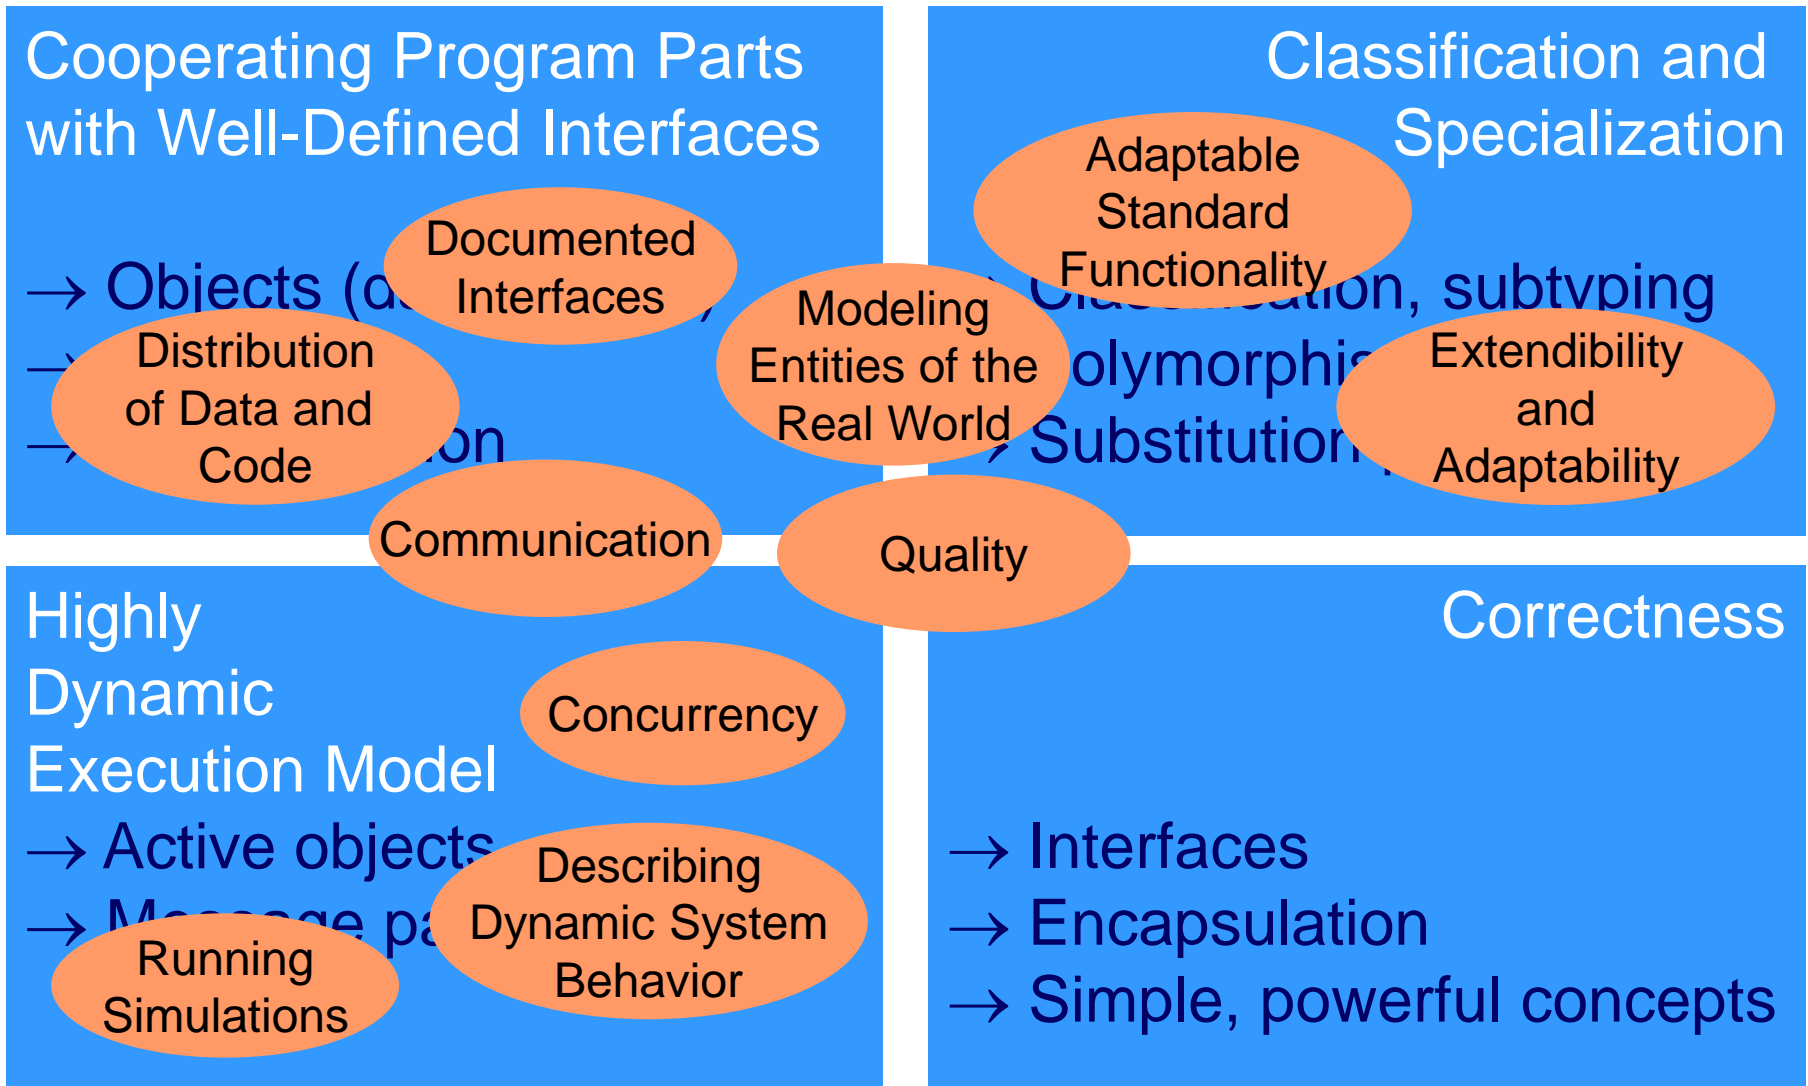 Cooperating Program Parts
with Well-Defined Interfaces
Documented
Interfaces
→ Objects
Distribution
of Data and
Code
→
→
Communication
Classification and
Specialization
Adaptable
Standard
Functionality
Classification, subtyping
Modeling
Entities of the
Real World
Extendibility
and
Adaptability
Substitution
Quality
Highly
Dynamic
Execution Model
Concurrency
→ Active objects
→ Message
Describing
Dynamic System
Behavior
Running
Simulations
Correctness
→ Interfaces
→ Encapsulation
→ Simple, powerful concepts